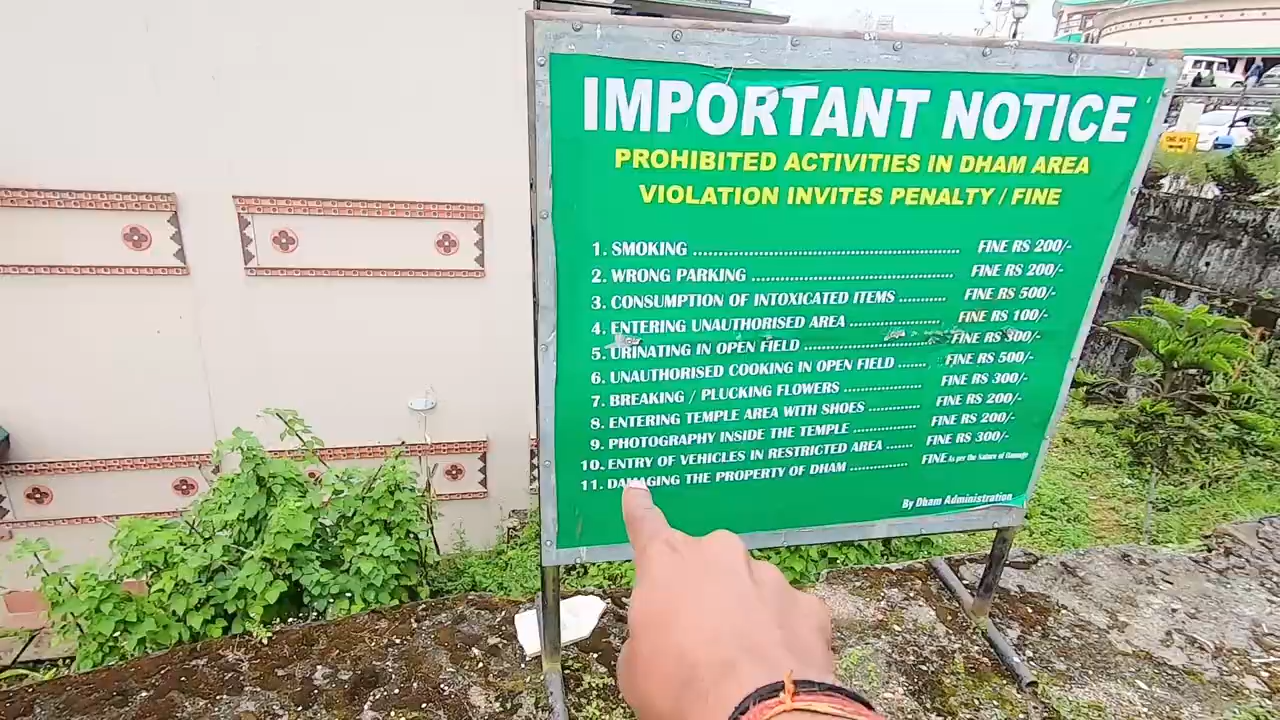 IMPORTANT NOTICE
PROHIBITED ACTIVITIES IN DHAM AREA
VIOLATION INVITES PENALTY / FINE
1. SMOKING ........................................................ FINE RS 200/-
2. WRONG PARKING ........................................... FINE RS 200/-
3. CONSUMPTION OF INTOXICATED ITEMS .......... FINE RS 500/-
4. ENTERING UNAUTHORISED AREA .................... FINE RS 100/-
5. URINATING IN OPEN FIELD ............................. FINE RS 300/-
6. UNAUTHORISED COOKING IN OPEN FIELD ....... FINE RS 500/-
7. BREAKING / PLUCKING FLOWERS ................... FINE RS 300/-
8. ENTERING TEMPLE AREA WITH SHOES ............ FINE RS 200/-
9. PHOTOGRAPHY INSIDE THE TEMPLE ............... FINE RS 200/-
10. ENTRY OF VEHICLES IN RESTRICTED AREA ...... FINE RS 300/-
11. DAMAGING THE PROPERTY OF DHAM .............. FINE As per the Nature of Damage
By Dham Administration